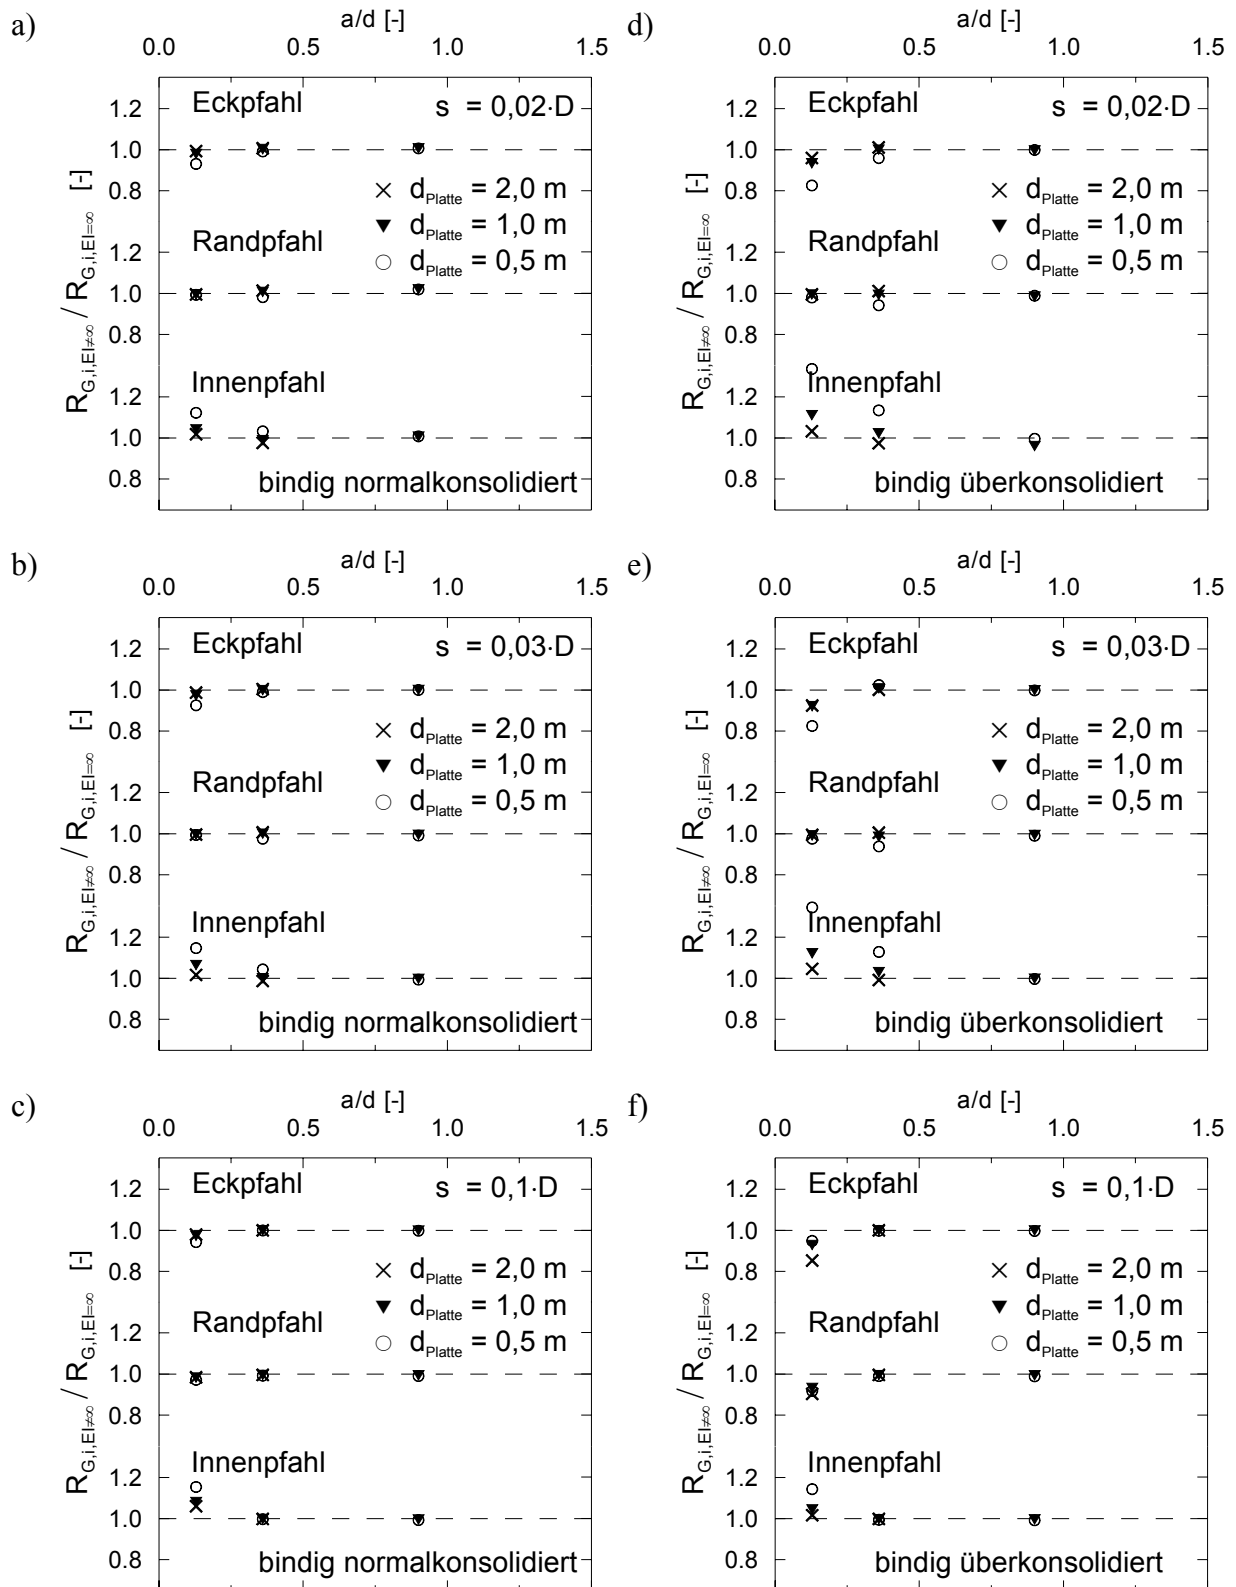 a)
a/d [-]
0.0 0.5 1.0 1.5
R_G,i,EI≠∞ / R_G,i,EI=∞ [-]
Eckpfahl
s = 0,02·D
1.2
1.0
0.8
× d_Platte = 2,0 m
▼ d_Platte = 1,0 m
○ d_Platte = 0,5 m
Randpfahl
1.2
1.0
0.8
Innenpfahl
1.2
1.0
0.8
bindig normalkonsolidiert
d)
a/d [-]
0.0 0.5 1.0 1.5
R_G,i,EI≠∞ / R_G,i,EI=∞ [-]
Eckpfahl
s = 0,02·D
1.2
1.0
0.8
× d_Platte = 2,0 m
▼ d_Platte = 1,0 m
○ d_Platte = 0,5 m
Randpfahl
1.2
1.0
0.8
Innenpfahl
1.2
1.0
0.8
bindig überkonsolidiert
b)
a/d [-]
0.0 0.5 1.0 1.5
R_G,i,EI≠∞ / R_G,i,EI=∞ [-]
Eckpfahl
s = 0,03·D
1.2
1.0
0.8
× d_Platte = 2,0 m
▼ d_Platte = 1,0 m
○ d_Platte = 0,5 m
Randpfahl
1.2
1.0
0.8
Innenpfahl
1.2
1.0
0.8
bindig normalkonsolidiert
e)
a/d [-]
0.0 0.5 1.0 1.5
R_G,i,EI≠∞ / R_G,i,EI=∞ [-]
Eckpfahl
s = 0,03·D
1.2
1.0
0.8
× d_Platte = 2,0 m
▼ d_Platte = 1,0 m
○ d_Platte = 0,5 m
Randpfahl
1.2
1.0
0.8
Innenpfahl
1.2
1.0
0.8
bindig überkonsolidiert
c)
a/d [-]
0.0 0.5 1.0 1.5
R_G,i,EI≠∞ / R_G,i,EI=∞ [-]
Eckpfahl
s = 0,1·D
1.2
1.0
0.8
× d_Platte = 2,0 m
▼ d_Platte = 1,0 m
○ d_Platte = 0,5 m
Randpfahl
1.2
1.0
0.8
Innenpfahl
1.2
1.0
0.8
bindig normalkonsolidiert
f)
a/d [-]
0.0 0.5 1.0 1.5
R_G,i,EI≠∞ / R_G,i,EI=∞ [-]
Eckpfahl
s = 0,1·D
1.2
1.0
0.8
× d_Platte = 2,0 m
▼ d_Platte = 1,0 m
○ d_Platte = 0,5 m
Randpfahl
1.2
1.0
0.8
Innenpfahl
1.2
1.0
0.8
bindig überkonsolidiert